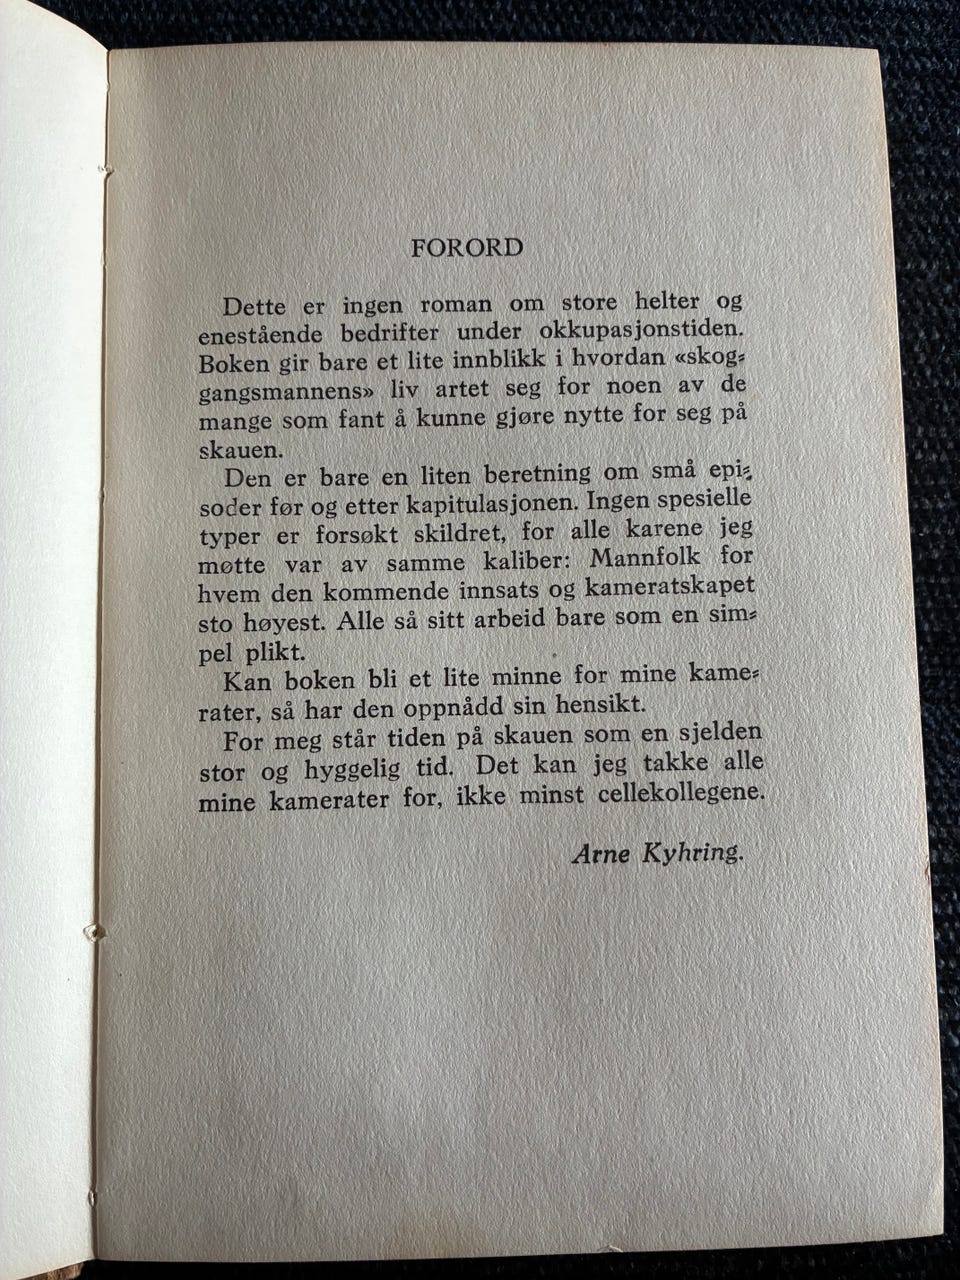 FORORD
Dette er ingen roman om store helter og
enestående bedrifter under okkupasjonstiden.
Boken gir bare et lite innblikk i hvordan «skog-
gangsmannens» liv artet seg for noen av de
mange som fant å kunne gjøre nytte for seg på
skauen.
Den er bare en liten beretning om små epi-
soder før og etter kapitulasjonen. Ingen spesielle
typer er forsøkt skildret, for alle karene jeg
møtte var av samme kaliber: Mannfolk for
hvem den kommende innsats og kameratskapet
sto høyest. Alle så sitt arbeid bare som en sim-
pel plikt.
Kan boken bli et lite minne for mine kame-
rater, så har den oppnådd sin hensikt.
For meg står tiden på skauen som en sjelden
stor og hyggelig tid. Det kan jeg takke alle
mine kamerater for, ikke minst cellekollegene.
Arne Kyhring.